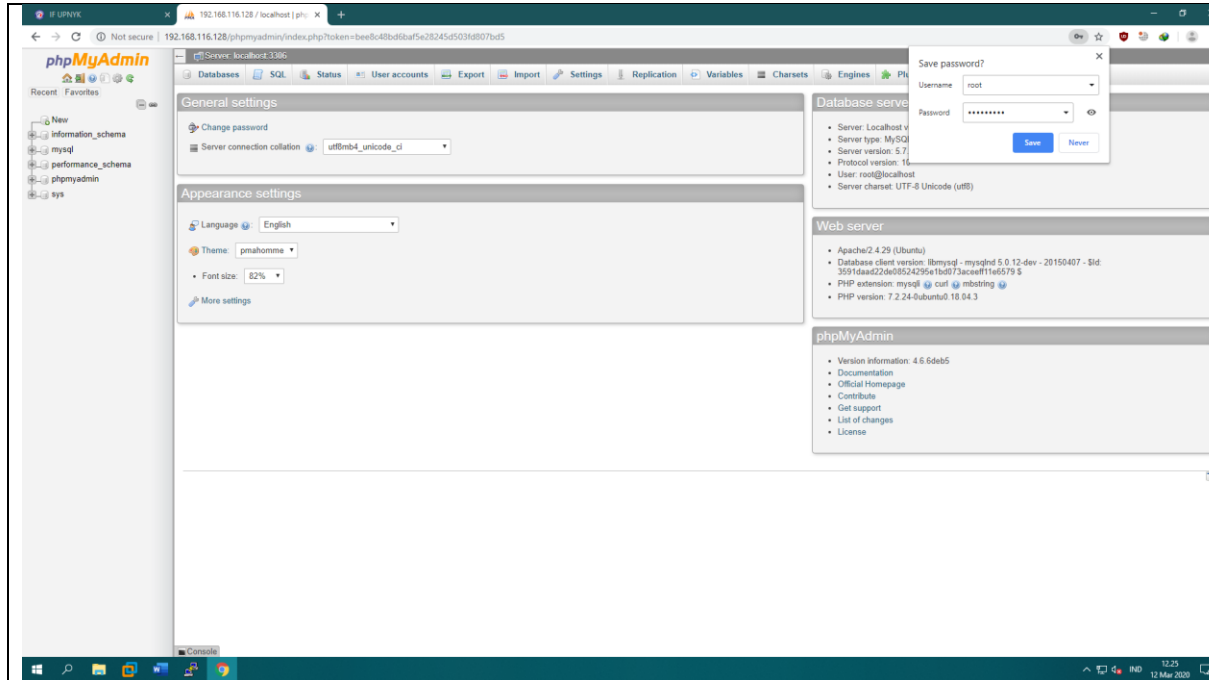 IF UPNYK
192.168.116.128 / localhost | php
Not secure | 192.168.116.128/phpmyadmin/index.php?token=bee8c48bd6baf5e28245d503fd807bd5
phpMyAdmin
Recent Favorites
New
information_schema
mysql
performance_schema
phpmyadmin
sys
Server: localhost:3306
Databases SQL Status User accounts Export Import Settings Replication Variables Charsets Engines
General settings
Change password
Server connection collation : utf8mb4_unicode_ci
Appearance settings
Language : English
Theme: pmahomme
Font size: 82%
More settings
Save password?
Username root
Password •••••••••
Save Never
Database serve
Server: Localhost v
Server type: MySQ
Server version: 5.7.
Protocol version: 10
User: root@localhost
Server charset: UTF-8 Unicode (utf8)
Web server
Apache/2.4.29 (Ubuntu)
Database client version: libmysql - mysqlnd 5.0.12-dev - 20150407 - $Id:
3591daad22de08524295e1bd073aceeff11e6579 $
PHP extension: mysqli curl mbstring
PHP version: 7.2.24-0ubuntu0.18.04.3
phpMyAdmin
Version information: 4.6.6deb5
Documentation
Official Homepage
Contribute
Get support
List of changes
License
Console
IND
12.25
12 Mar 2020